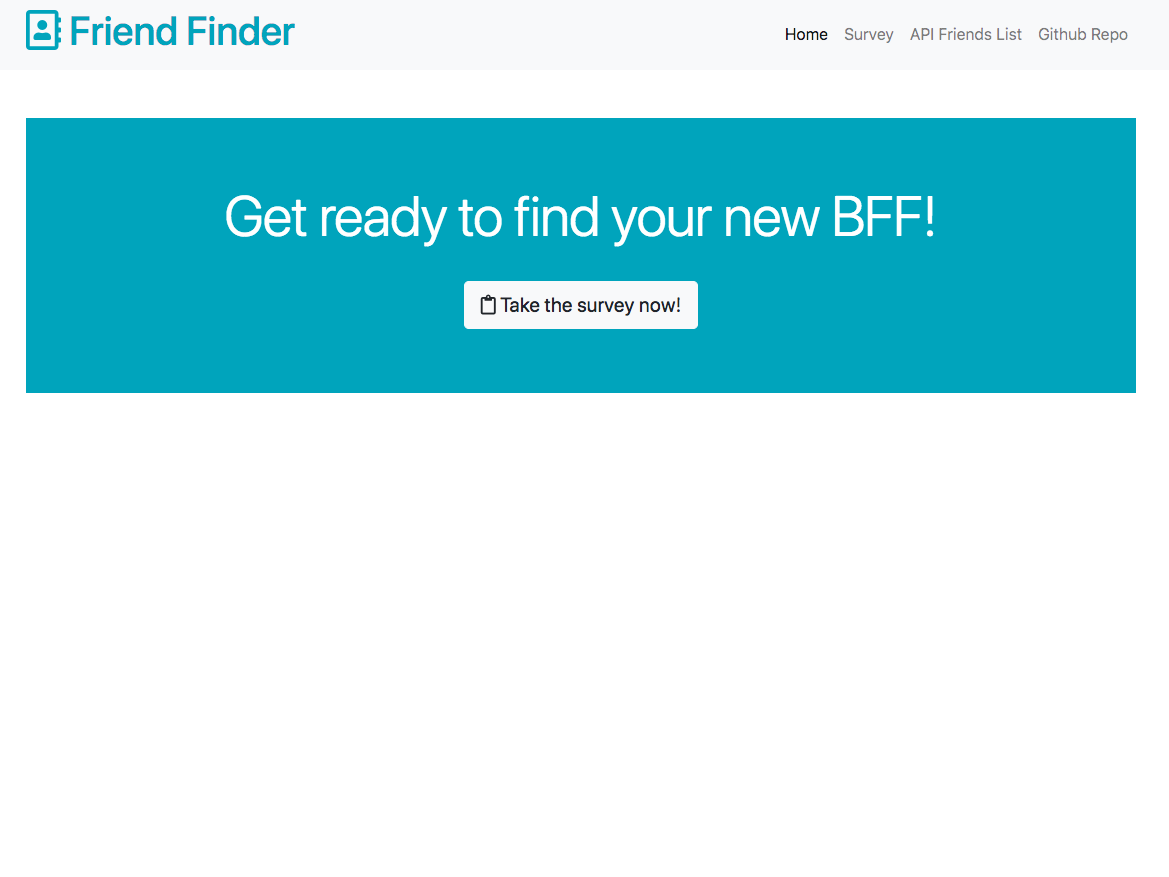 Friend Finder
Home Survey API Friends List Github Repo
Get ready to find your new BFF!
Take the survey now!